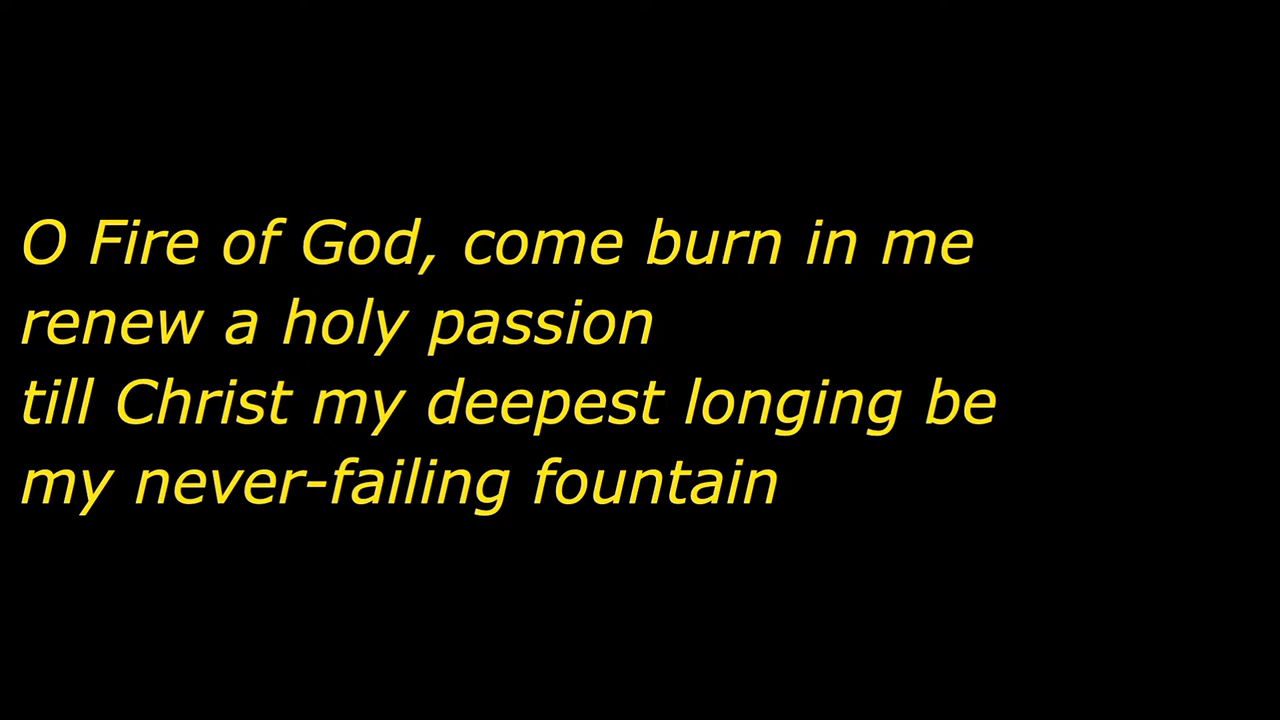 O Fire of God, come burn in me
renew a holy passion
till Christ my deepest longing be
my never-failing fountain